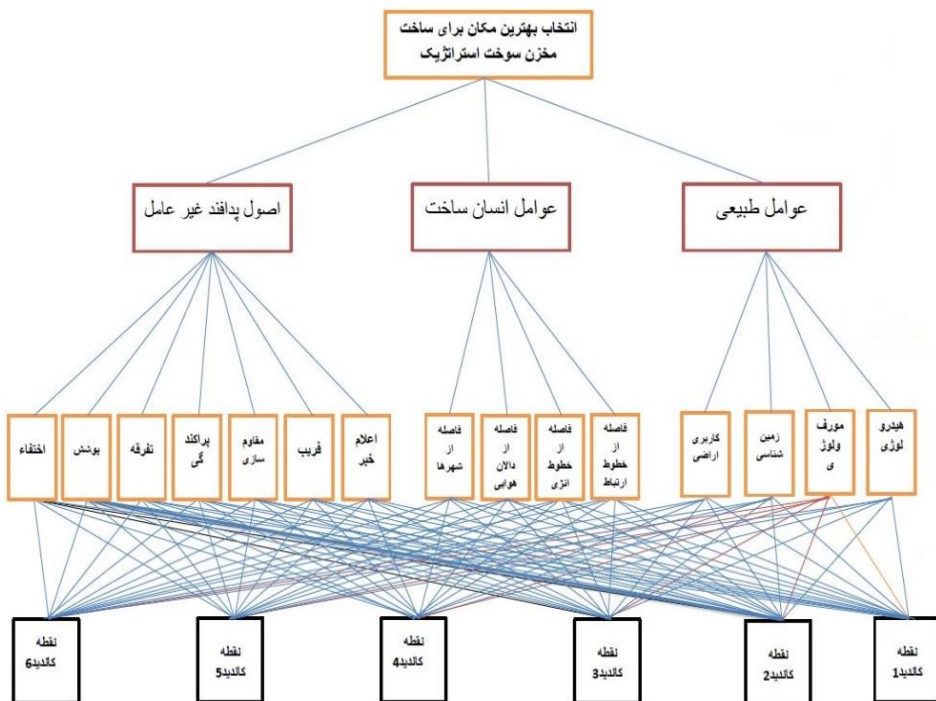 انتخاب بهترین مکان برای ساخت
مخزن سوخت استراتژیک
عوامل طبیعی
عوامل انسان ساخت
اصول پدافند غیر عامل
هیدرو
لوژی
مورف
ولوژ
ی
زمین
شناسی
کاربری
اراضی
فاصله
از
خطوط
ارتباط
فاصله
از
خطوط
انژی
فاصله
از
دالان
هوایی
فاصله
از
شهرها
اعلام
خبر
فریب
مقاوم
سازی
پراکند
گی
تفرقه
پوشش
اختفاء
نقطه
کاندید1
نقطه
کاندید2
نقطه
کاندید3
نقطه
کاندید4
نقطه
کاندید5
نقطه
کاندید6